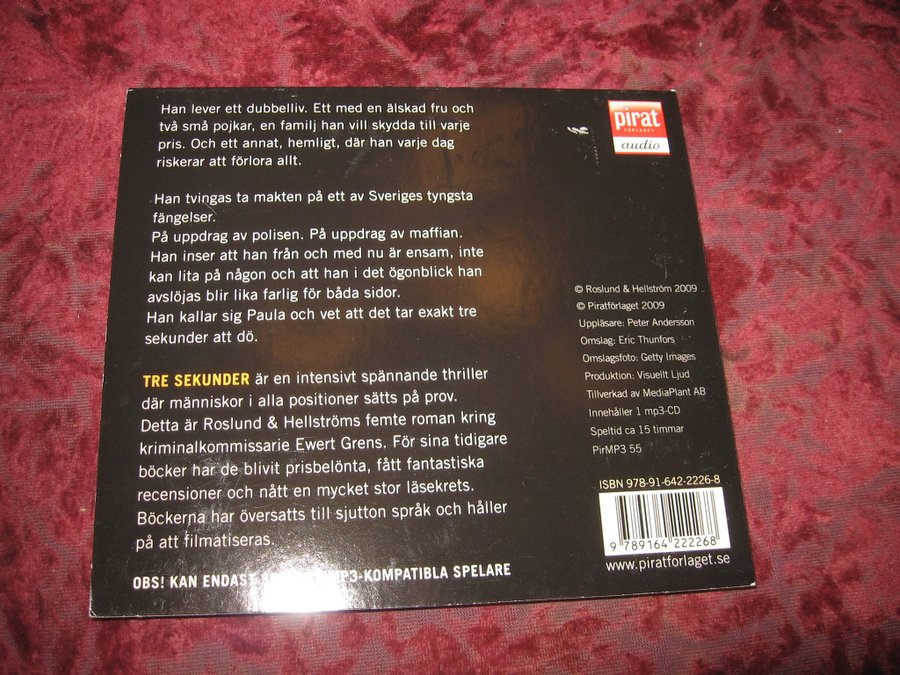 Han lever ett dubbelliv. Ett med en älskad fru och
två små pojkar, en familj han vill skydda till varje
pris. Och ett annat, hemligt, där han varje dag
riskerar att förlora allt.
Han tvingas ta makten på ett av Sveriges tyngsta
fängelser.
På uppdrag av polisen. På uppdrag av maffian.
Han inser att han från och med nu är ensam, inte
kan lita på någon och att han i det ögonblick han
avslöjas blir lika farlig för båda sidor.
Han kallar sig Paula och vet att det tar exakt tre
sekunder att dö.
TRE SEKUNDER är en intensivt spännande thriller
där människor i alla positioner sätts på prov.
Detta är Roslund & Hellströms femte roman kring
kriminalkommissarie Ewert Grens. För sina tidigare
böcker har de blivit prisbelönta, fått fantastiska
recensioner och nått en mycket stor läsekrets.
Böckerna har översatts till sjutton språk och håller
på att filmatiseras.
OBS! KAN ENDAST MP3-KOMPATIBLA SPELARE
pirat
FÖRLAGET
audio
© Roslund & Hellström 2009
© Piratförlaget 2009
Uppläsare: Peter Andersson
Omslag: Eric Thunfors
Omslagsfoto: Getty Images
Produktion: Visuellt Ljud
Tillverkad av MediaPlant AB
Innehåller 1 mp3-CD
Speltid ca 15 timmar
PirMP3 55
ISBN 978-91-642-2226-8
9 789164 222268
www.piratforlaget.se